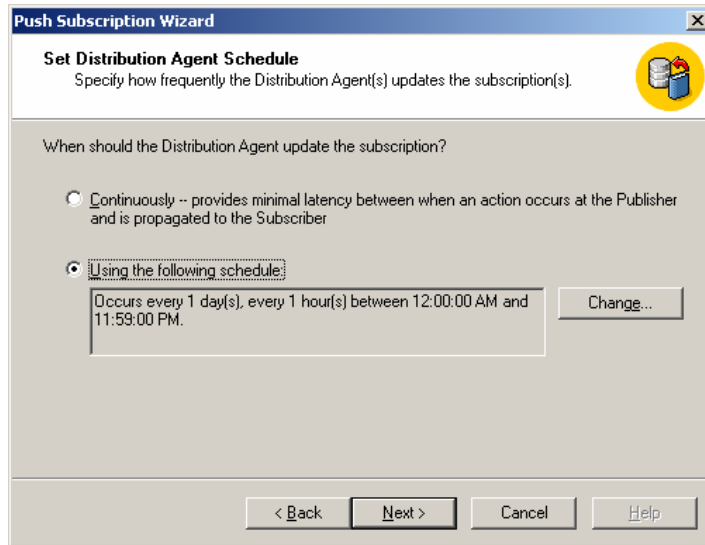 Push Subscription Wizard
Set Distribution Agent Schedule
Specify how frequently the Distribution Agent(s) updates the subscription(s).
When should the Distribution Agent update the subscription?
Continuously -- provides minimal latency between when an action occurs at the Publisher
and is propagated to the Subscriber
Using the following schedule:
Occurs every 1 day(s), every 1 hour(s) between 12:00:00 AM and
11:59:00 PM.
Change...
< Back
Next >
Cancel
Help